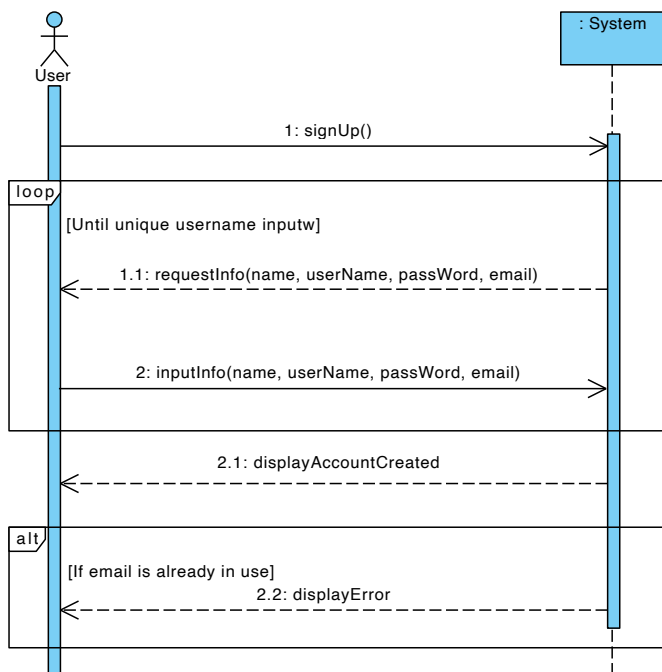 : System
User
1: signUp()
loop
[Until unique username inputw]
1.1: requestInfo(name, userName, passWord, email)
2: inputInfo(name, userName, passWord, email)
2.1: displayAccountCreated
alt
[If email is already in use]
2.2: displayError